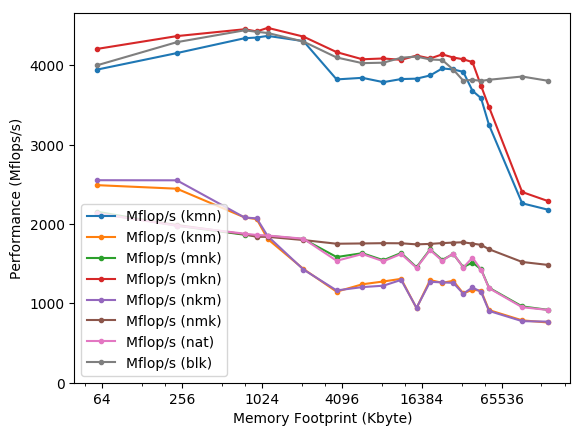 4000
3000
2000
1000
0
Performance (Mflops/s)
Mflop/s (kmn)
Mflop/s (knm)
Mflop/s (mnk)
Mflop/s (mkn)
Mflop/s (nkm)
Mflop/s (nmk)
Mflop/s (nat)
Mflop/s (blk)
64 256 1024 4096 16384 65536
Memory Footprint (Kbyte)